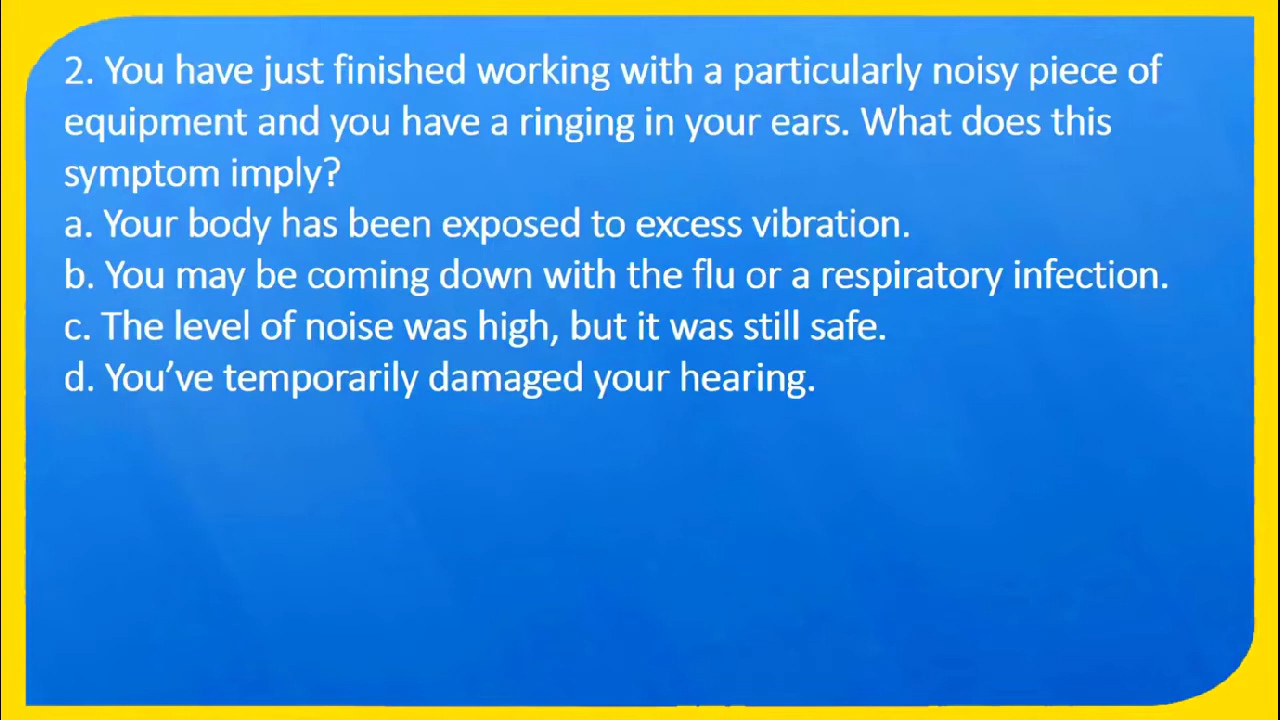 2. You have just finished working with a particularly noisy piece of
equipment and you have a ringing in your ears. What does this
symptom imply?
a. Your body has been exposed to excess vibration.
b. You may be coming down with the flu or a respiratory infection.
c. The level of noise was high, but it was still safe.
d. You’ve temporarily damaged your hearing.